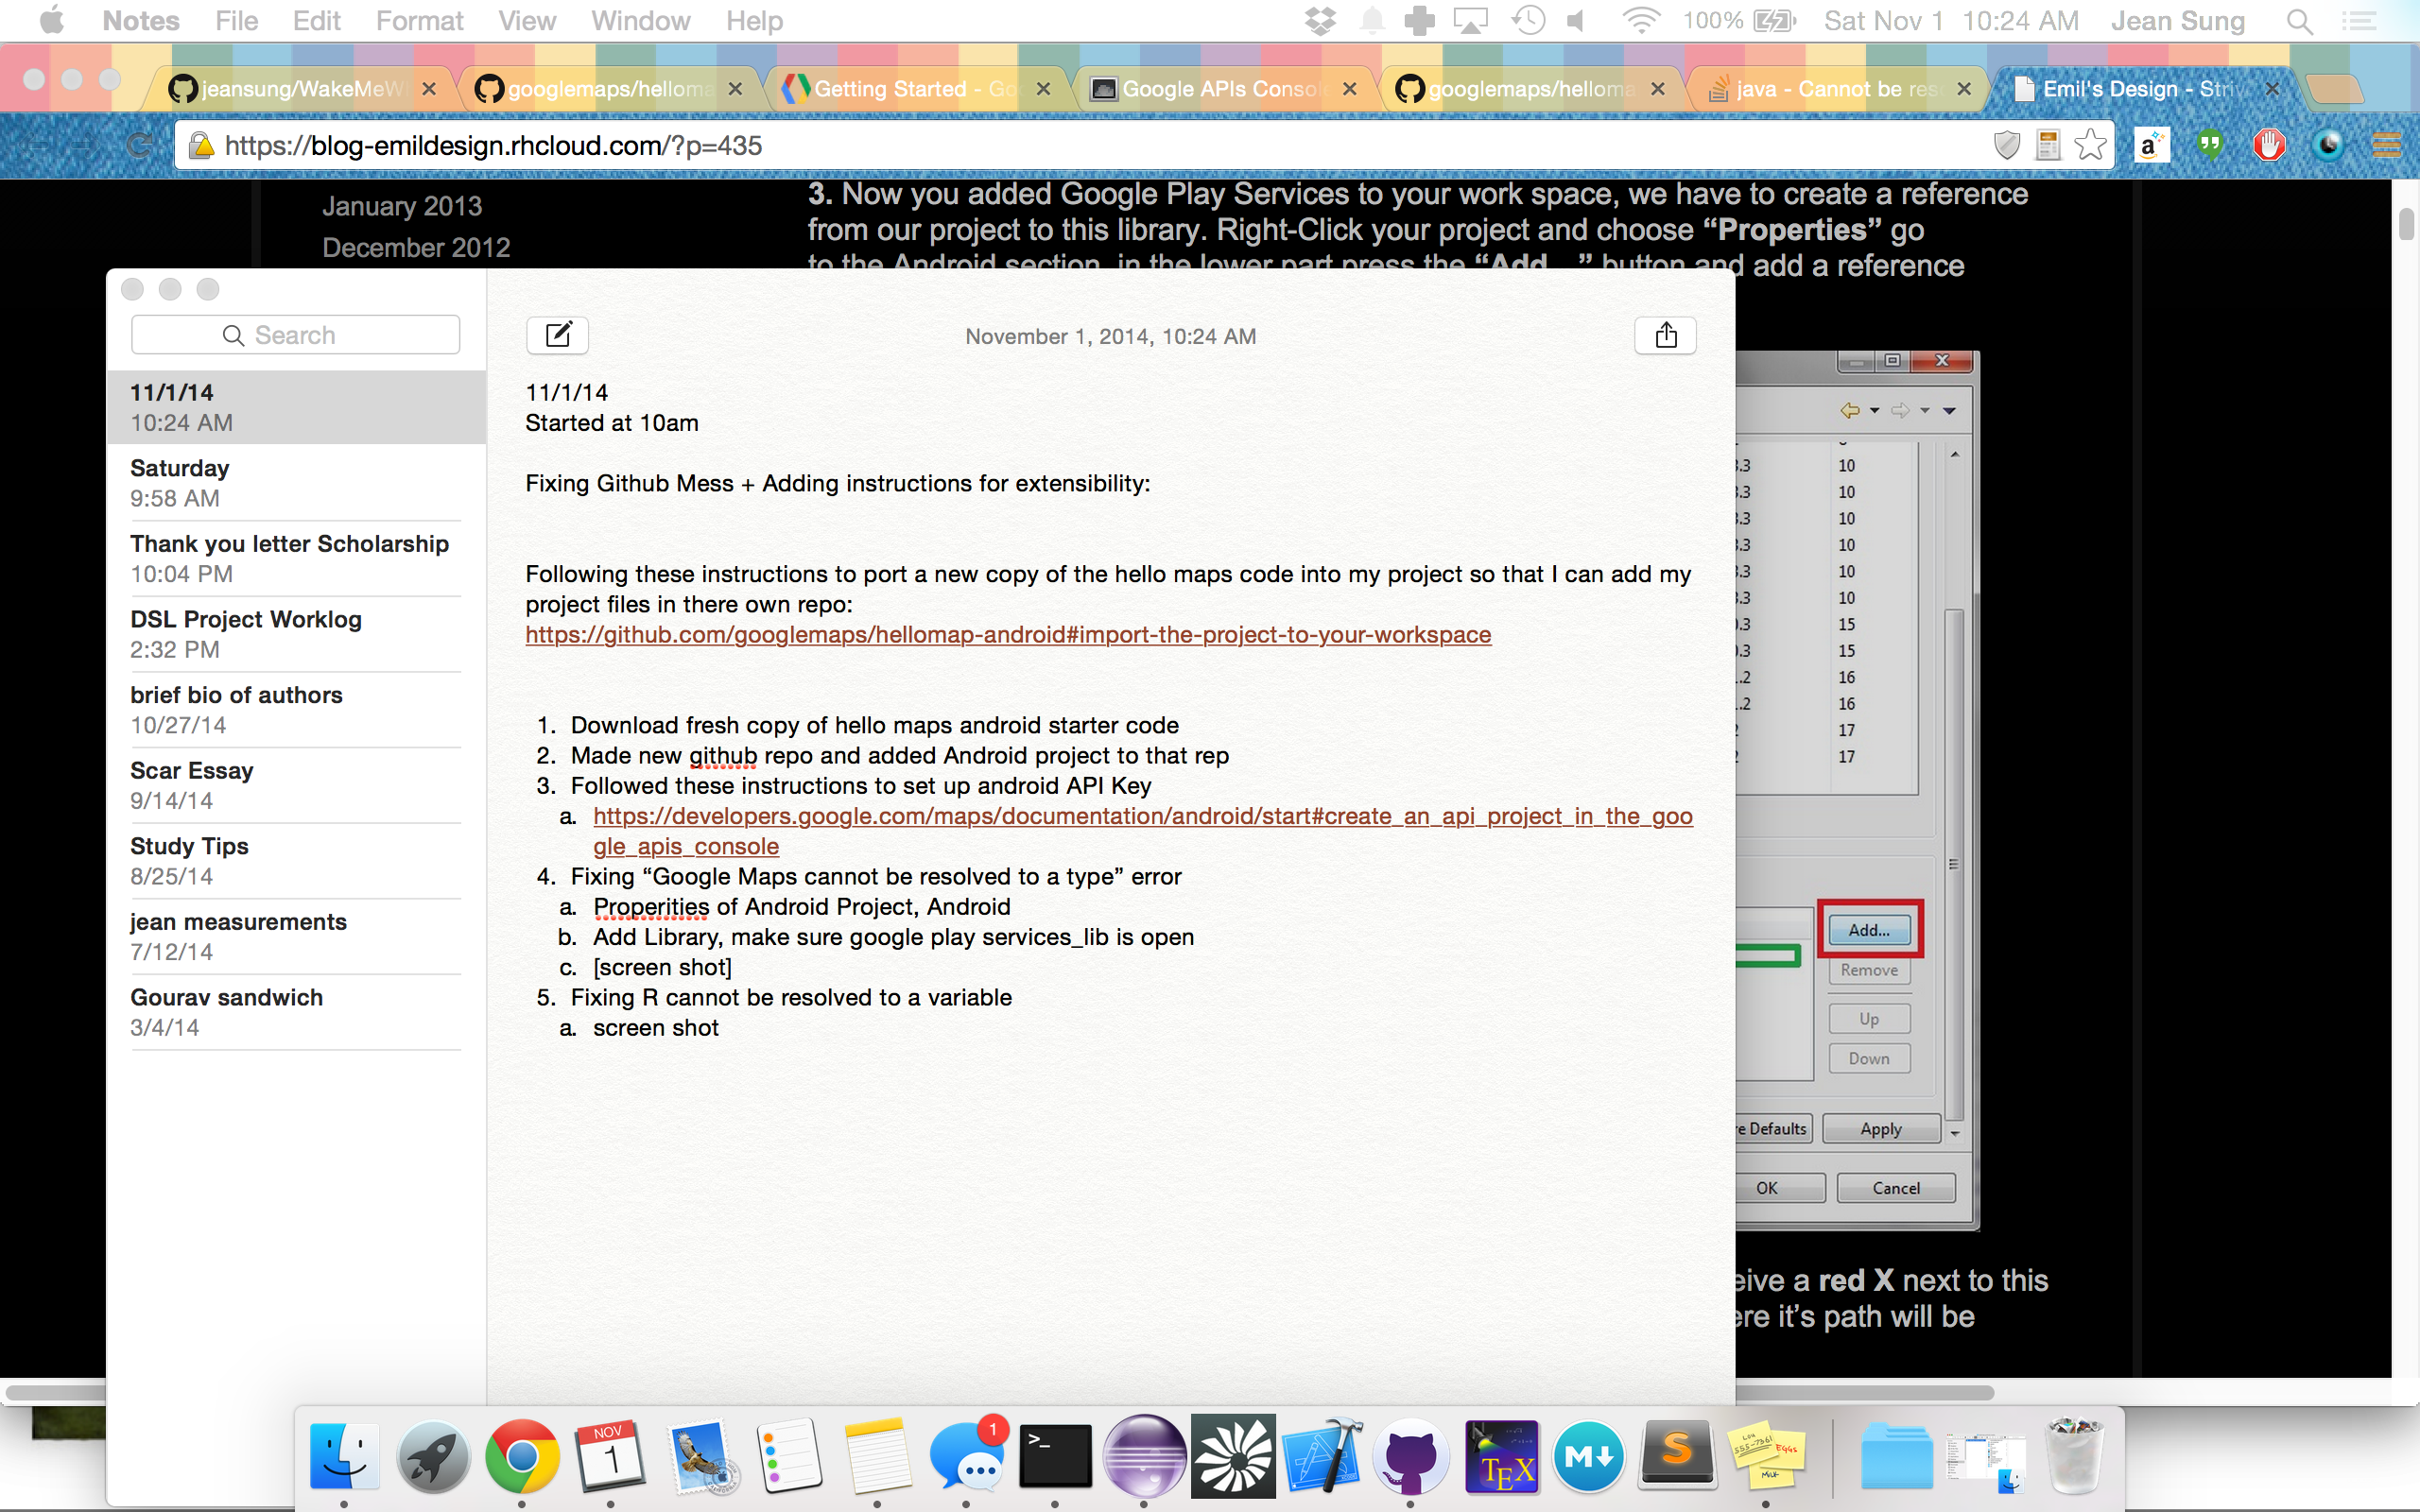 Notes File Edit Format View Window Help 100% Sat Nov 1 10:24 AM Jean Sung
jeansung/WakeMeW googlemaps/helloma Getting Started - Go Google APIs Consol googlemaps/helloma java - Cannot be res Emil's Design - Striv
https://blog-emildesign.rhcloud.com/?p=435
January 2013
December 2012
3. Now you added Google Play Services to your work space, we have to create a reference
from our project to this library. Right-Click your project and choose “Properties” go
to the Android section, in the lower part press the “Add...” button and add a reference
Search
11/1/14
10:24 AM
Saturday
9:58 AM
Thank you letter Scholarship
10:04 PM
DSL Project Worklog
2:32 PM
brief bio of authors
10/27/14
Scar Essay
9/14/14
Study Tips
8/25/14
jean measurements
7/12/14
Gourav sandwich
3/4/14
November 1, 2014, 10:24 AM
11/1/14
Started at 10am
Fixing Github Mess + Adding instructions for extensibility:
Following these instructions to port a new copy of the hello maps code into my project so that I can add my
project files in there own repo:
https://github.com/googlemaps/hellomap-android#import-the-project-to-your-workspace
1. Download fresh copy of hello maps android starter code
2. Made new github repo and added Android project to that rep
3. Followed these instructions to set up android API Key
a. https://developers.google.com/maps/documentation/android/start#create_an_api_project_in_the_goo
gle_apis_console
4. Fixing “Google Maps cannot be resolved to a type” error
a. Properities of Android Project, Android
b. Add Library, make sure google play services_lib is open
c. [screen shot]
5. Fixing R cannot be resolved to a variable
a. screen shot
.3 10
.3 10
.3 10
.3 10
.3 10
.3 10
.3 15
.3 15
.2 16
.2 16
17
17
Add...
Remove
Up
Down
re Defaults Apply
OK Cancel
eive a red X next to this
ere it’s path will be
NOV
1
1
>_
TEX
M
S
555-7361
EGGS
MILK